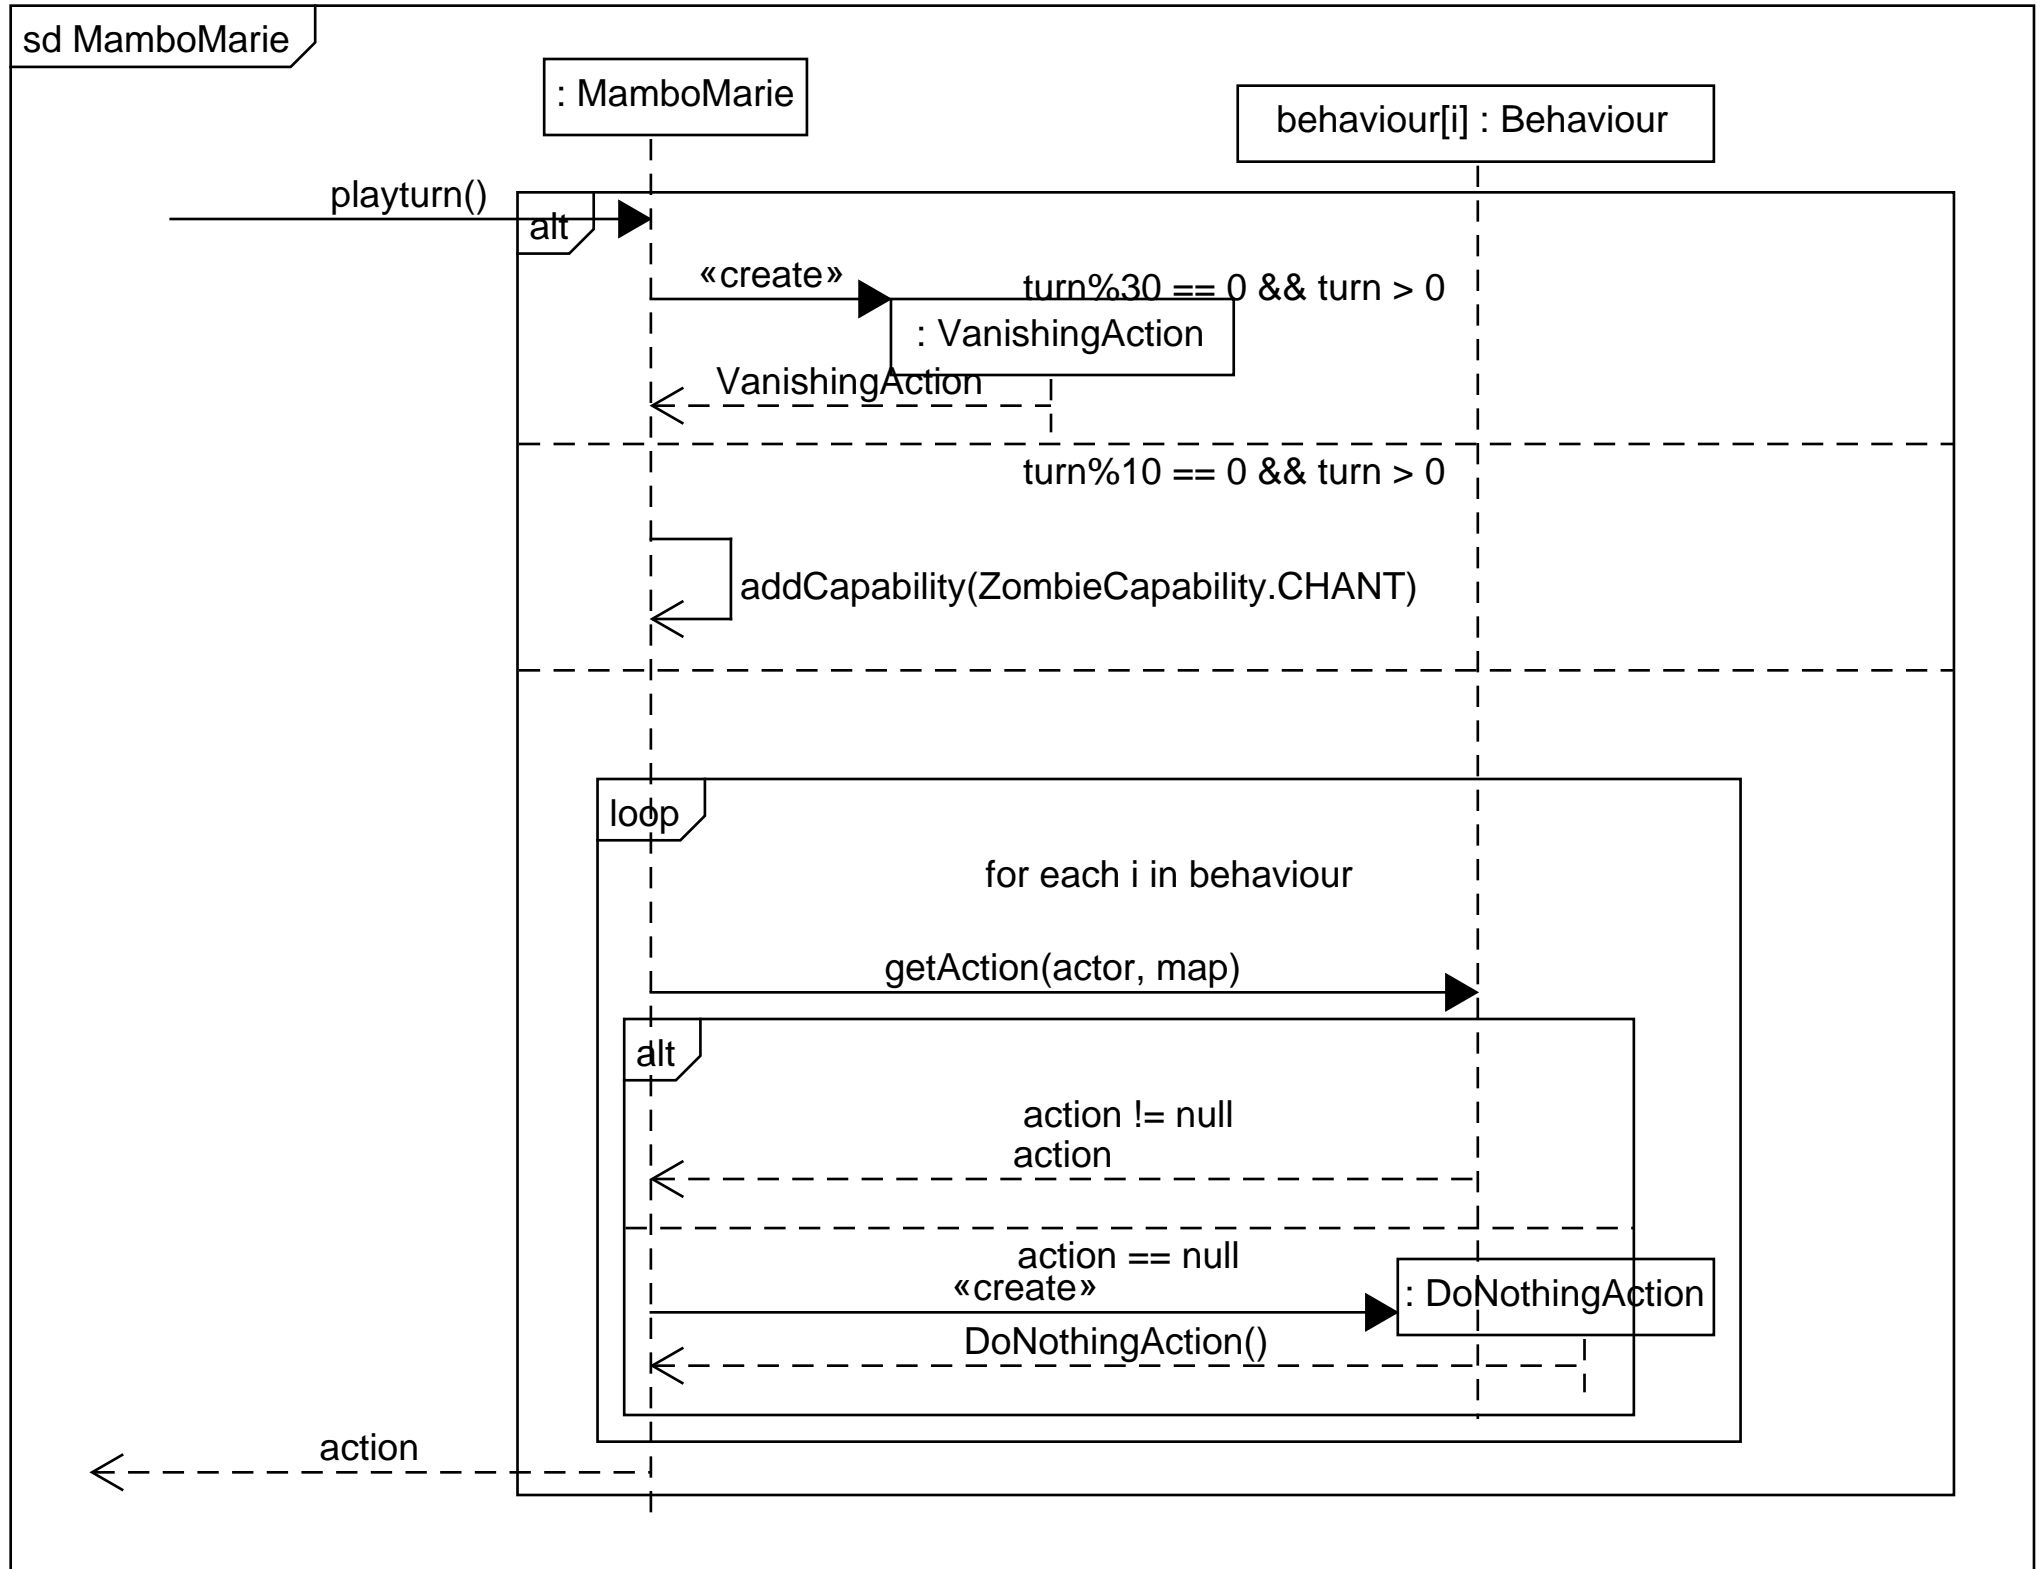 sd MamboMarie
: MamboMarie
behaviour[i] : Behaviour
playturn()
alt
«create»
turn%30 == 0 && turn > 0
: VanishingAction
VanishingAction
turn%10 == 0 && turn > 0
addCapability(ZombieCapability.CHANT)
loop
for each i in behaviour
getAction(actor, map)
alt
action != null
action
action == null
«create»
: DoNothingAction
DoNothingAction()
action